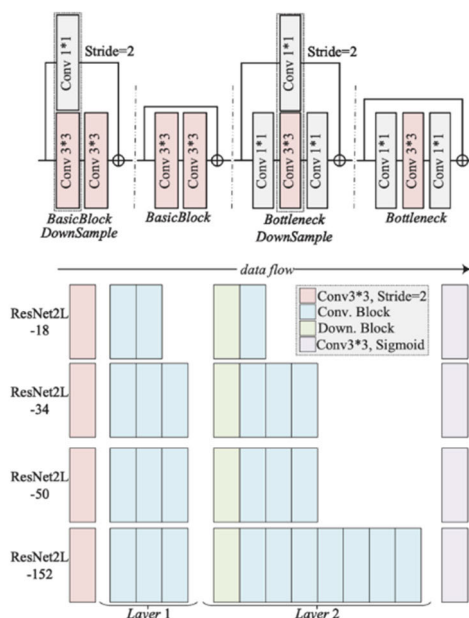 Conv 1*1
Stride=2
Conv 3*3
Conv 3*3
BasicBlock
DownSample
Conv 3*3
Conv 3*3
BasicBlock
Conv 1*1
Stride=2
Conv 1*1
Conv 3*3
Conv 1*1
Bottleneck
DownSample
Conv 1*1
Conv 3*3
Conv 1*1
Bottleneck
data flow
ResNet2L
-18
Conv3*3, Stride=2
Conv. Block
Down. Block
Conv3*3, Sigmoid
ResNet2L
-34
ResNet2L
-50
ResNet2L
-152
Layer 1
Layer 2